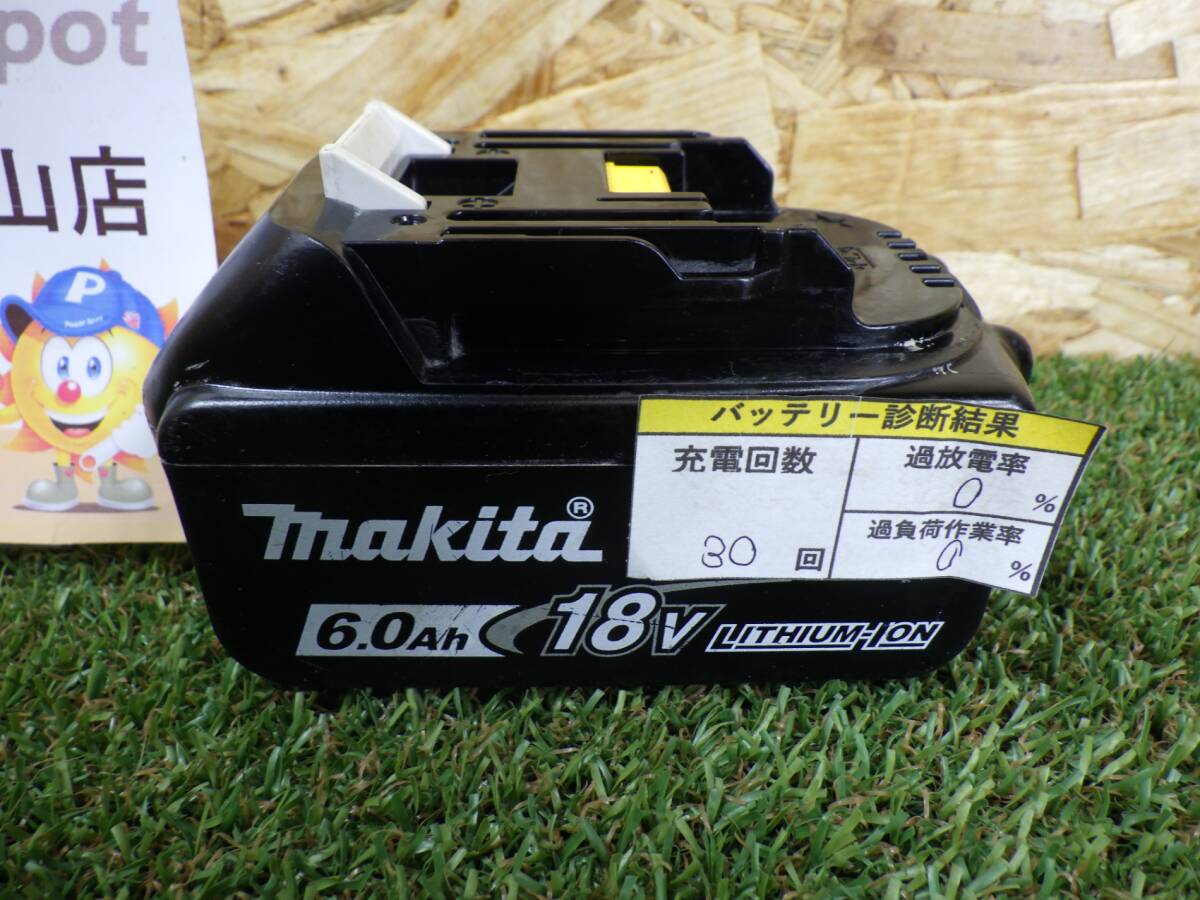 pot
山店
P
バッテリー診断結果
充電回数
30 回
過放電率
0 %
過負荷作業率
0 %
makita®
6.0Ah 18V LITHIUM-ION